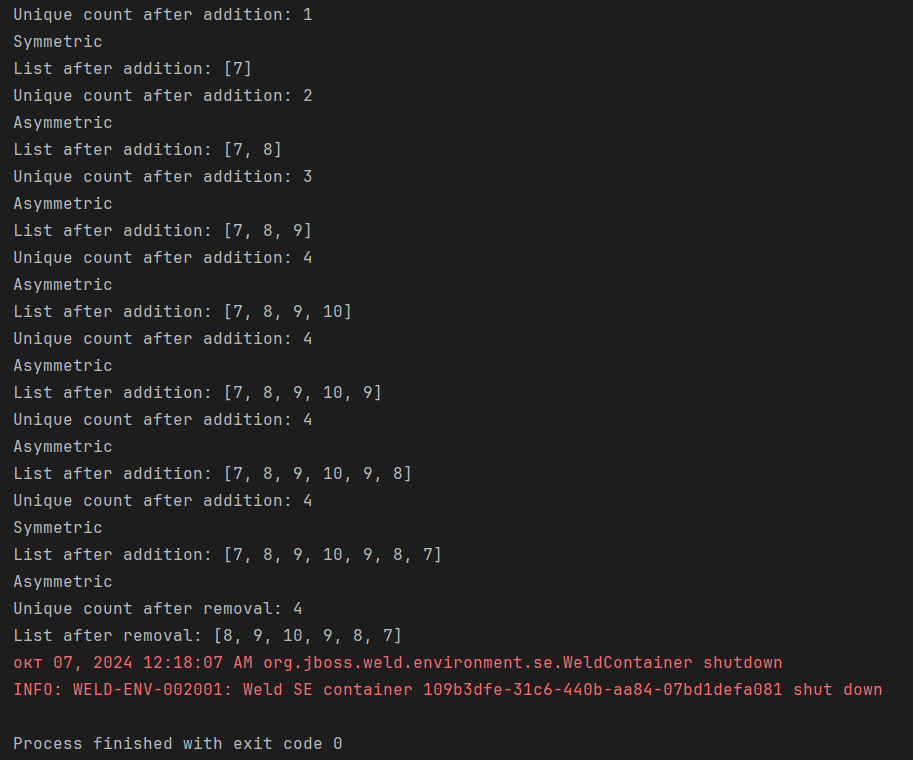 Unique count after addition: 1
Symmetric
List after addition: [7]
Unique count after addition: 2
Asymmetric
List after addition: [7, 8]
Unique count after addition: 3
Asymmetric
List after addition: [7, 8, 9]
Unique count after addition: 4
Asymmetric
List after addition: [7, 8, 9, 10]
Unique count after addition: 4
Asymmetric
List after addition: [7, 8, 9, 10, 9]
Unique count after addition: 4
Asymmetric
List after addition: [7, 8, 9, 10, 9, 8]
Unique count after addition: 4
Symmetric
List after addition: [7, 8, 9, 10, 9, 8, 7]
Asymmetric
Unique count after removal: 4
List after removal: [8, 9, 10, 9, 8, 7]
окт 07, 2024 12:18:07 AM org.jboss.weld.environment.se.WeldContainer shutdown
INFO: WELD-ENV-002001: Weld SE container 109b3dfe-31c6-440b-aa84-07bd1defa081 shut down
Process finished with exit code 0